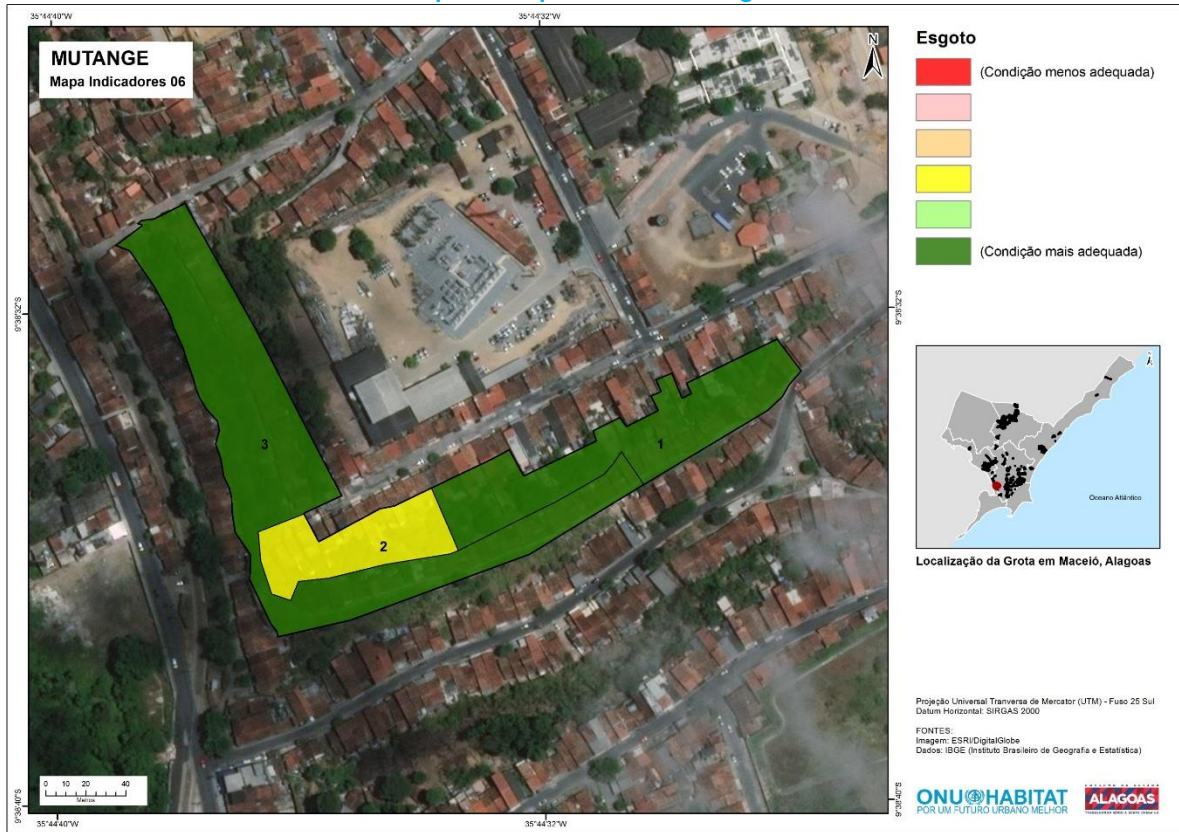 35°44'40"W
35°44'32"W
MUTANGE
Mapa Indicadores 06
N
Esgoto
(Condição menos adequada)
(Condição mais adequada)
9°38'32"S
9°38'32"S
3
1
2
Oceano Atlântico
Localização da Grota em Maceió, Alagoas
Projeção Universal Tranversa de Mercator (UTM) - Fuso 25 Sul
Datum Horizontal: SIRGAS 2000
FONTES:
Imagem: ESRI/DigitalGlobe
Dados: IBGE (Instituto Brasileiro de Geografia e Estatística)
0 10 20 40
Metros
9°38'40"S
9°38'40"S
ONU HABITAT
POR UM FUTURO URBANO MELHOR
ALAGOAS
35°44'40"W
35°44'32"W